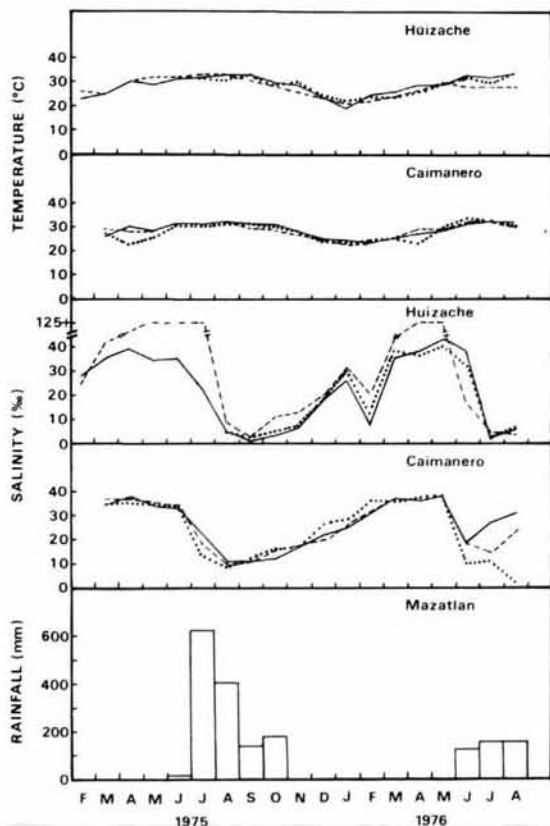 Huizache
TEMPERATURE (°C)
40
30
20
10
0
Caimanero
40
30
20
10
0
Huizache
SALINITY (‰)
125+
40
30
20
10
0
Caimanero
40
30
20
10
0
Mazatlan
RAINFALL (mm)
600
400
200
0
F M A M J J A S O N D J F M A M J J A
1975 1976